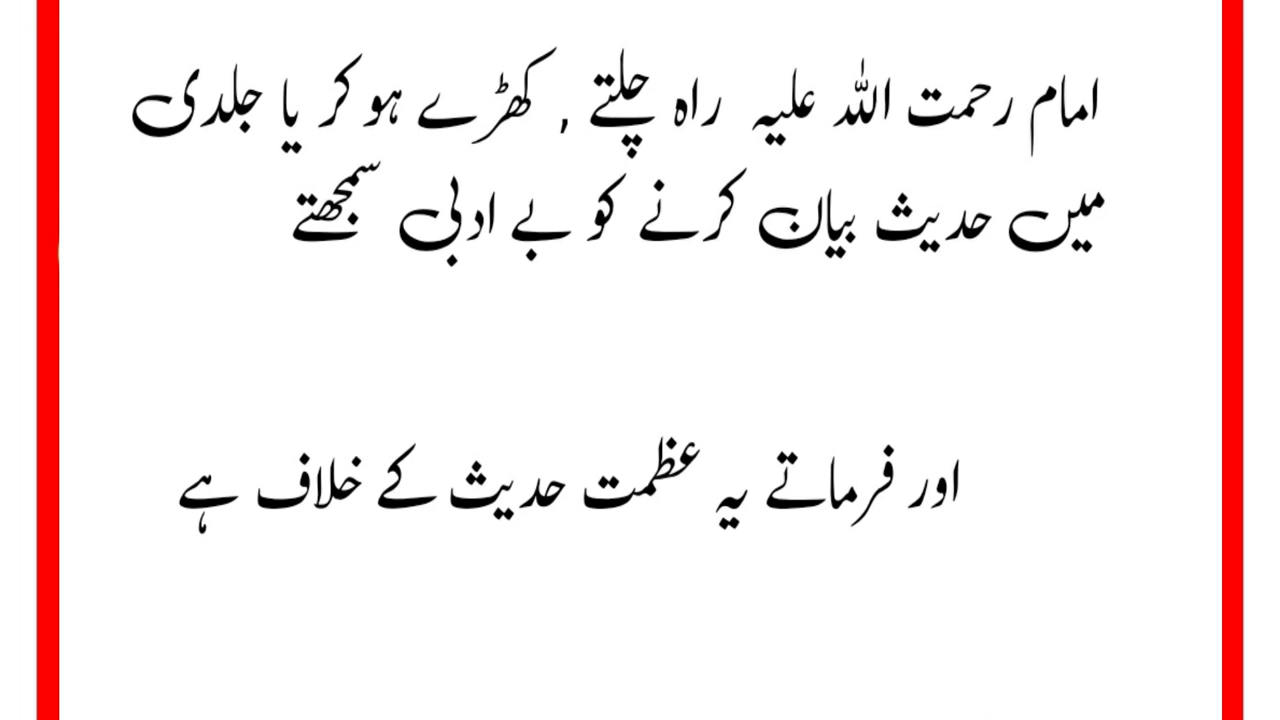 امام رحمت اللہ علیہ راہ چلتے , کھڑے ہو کر یا جلدی
میں حدیث بیان کرنے کو بے ادبی سمجھتے
اور فرماتے یہ عظمت حدیث کے خلاف ہے